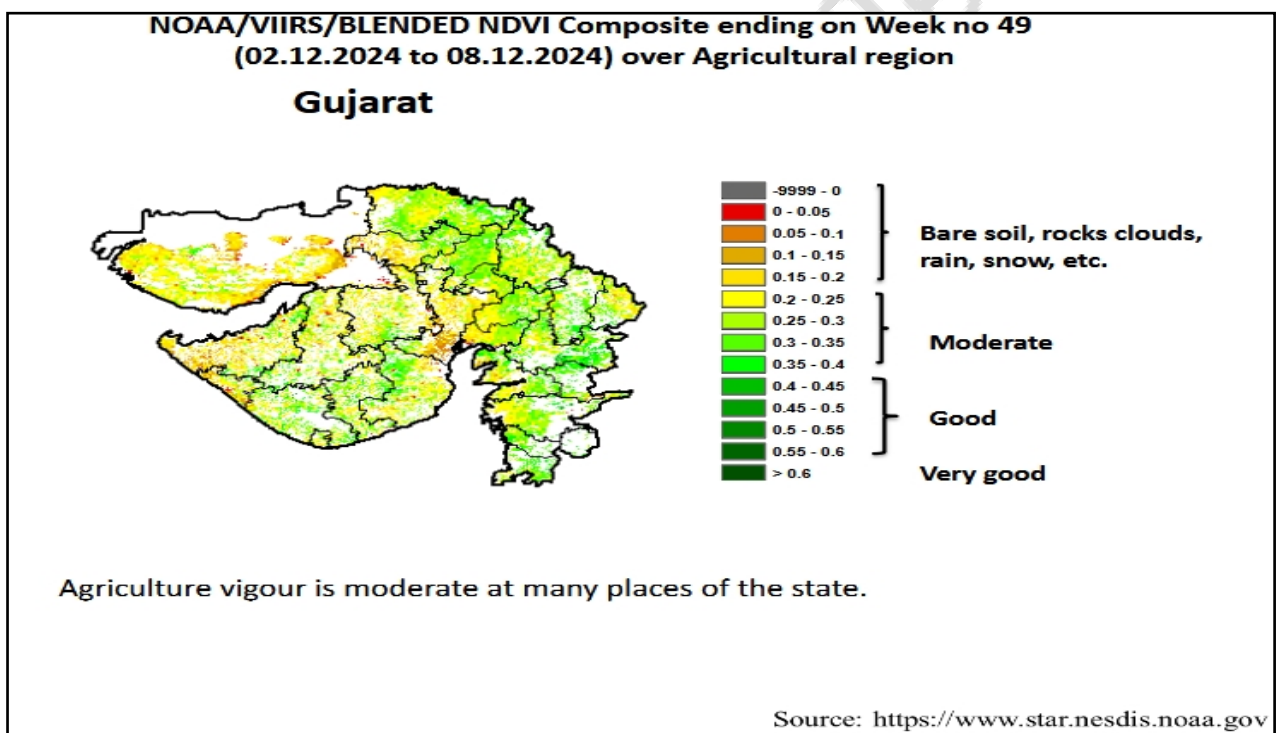 NOAA/VIIRS/BLENDED NDVI Composite ending on Week no 49
(02.12.2024 to 08.12.2024) over Agricultural region
Gujarat
-9999 - 0
0 - 0.05
0.05 - 0.1
0.1 - 0.15
0.15 - 0.2
0.2 - 0.25
0.25 - 0.3
0.3 - 0.35
0.35 - 0.4
0.4 - 0.45
0.45 - 0.5
0.5 - 0.55
0.55 - 0.6
> 0.6
Bare soil, rocks clouds,
rain, snow, etc.
Moderate
Good
Very good
Agriculture vigour is moderate at many places of the state.
Source: https://www.star.nesdis.noaa.gov